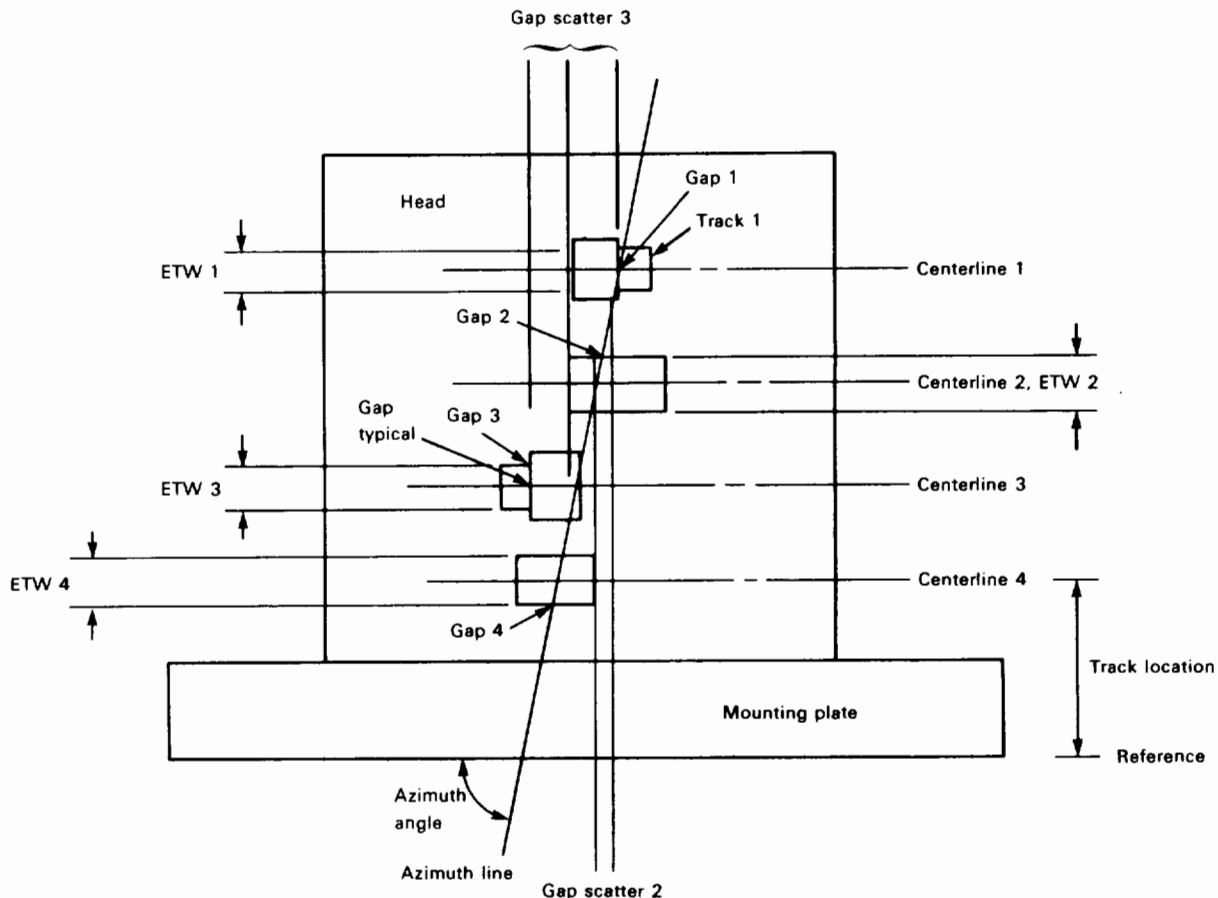 Gap scatter 3
Gap 1
Head
Track 1
ETW 1
Centerline 1
Gap 2
Centerline 2, ETW 2
Gap 3
Gap
typical
ETW 3
Centerline 3
ETW 4
Centerline 4
Gap 4
Track location
Mounting plate
Reference
Azimuth
angle
Azimuth line
Gap scatter 2